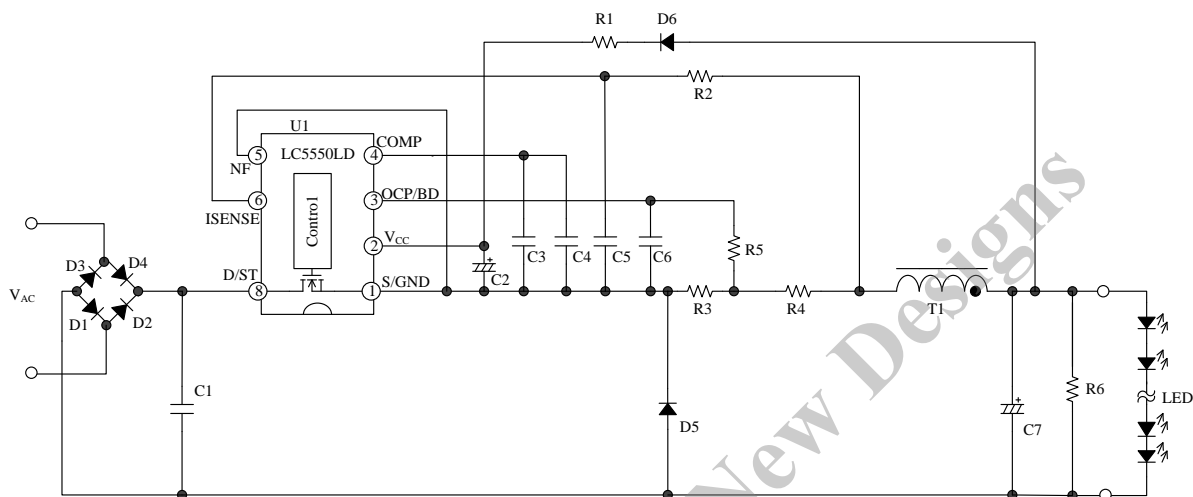 R1
D6
R2
U1
COMP
5
LC5550LD
4
NF
OCP/BD
6
3
ISENSE
Control
R5
VCC
2
C3
C4
C5
C6
D3
D4
D/ST
C2
S/GND
VAC
8
1
R3
R4
T1
D1
D2
C1
R6
LED
D5
C7
New Designs